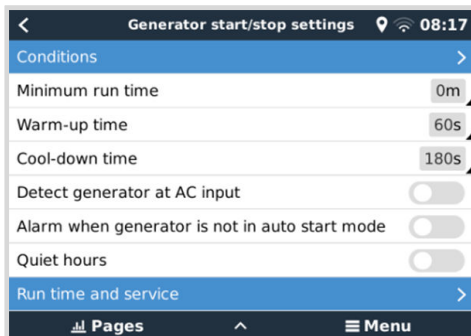 Generator start/stop settings 08:17
Conditions
Minimum run time 0m
Warm-up time 60s
Cool-down time 180s
Detect generator at AC input
Alarm when generator is not in auto start mode
Quiet hours
Run time and service
Pages Menu